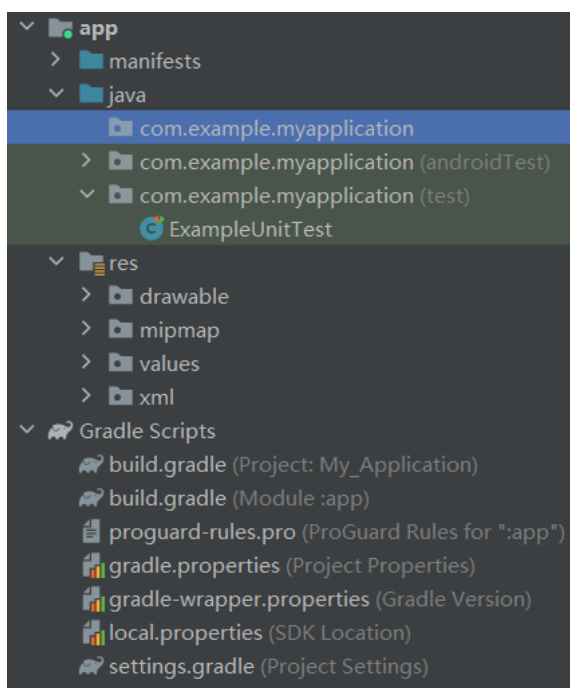 app
manifests
java
com.example.myapplication
com.example.myapplication (androidTest)
com.example.myapplication (test)
ExampleUnitTest
res
drawable
mipmap
values
xml
Gradle Scripts
build.gradle (Project: My_Application)
build.gradle (Module :app)
proguard-rules.pro (ProGuard Rules for ":app")
gradle.properties (Project Properties)
gradle-wrapper.properties (Gradle Version)
local.properties (SDK Location)
settings.gradle (Project Settings)